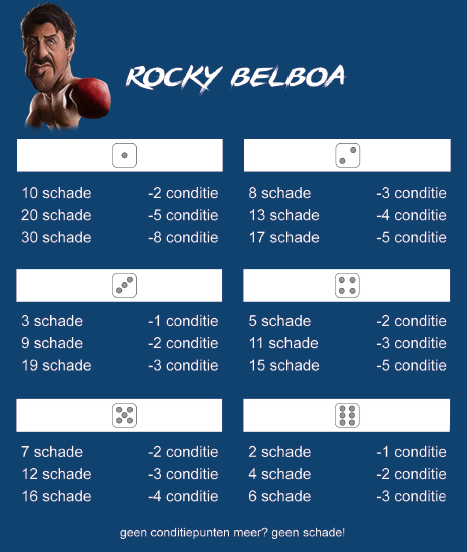 ROCKY BELBOA
10 schade -2 conditie
20 schade -5 conditie
30 schade -8 conditie
8 schade -3 conditie
13 schade -4 conditie
17 schade -5 conditie
3 schade -1 conditie
9 schade -2 conditie
19 schade -3 conditie
5 schade -2 conditie
11 schade -3 conditie
15 schade -5 conditie
7 schade -2 conditie
12 schade -3 conditie
16 schade -4 conditie
2 schade -1 conditie
4 schade -2 conditie
6 schade -3 conditie
geen conditiepunten meer? geen schade!